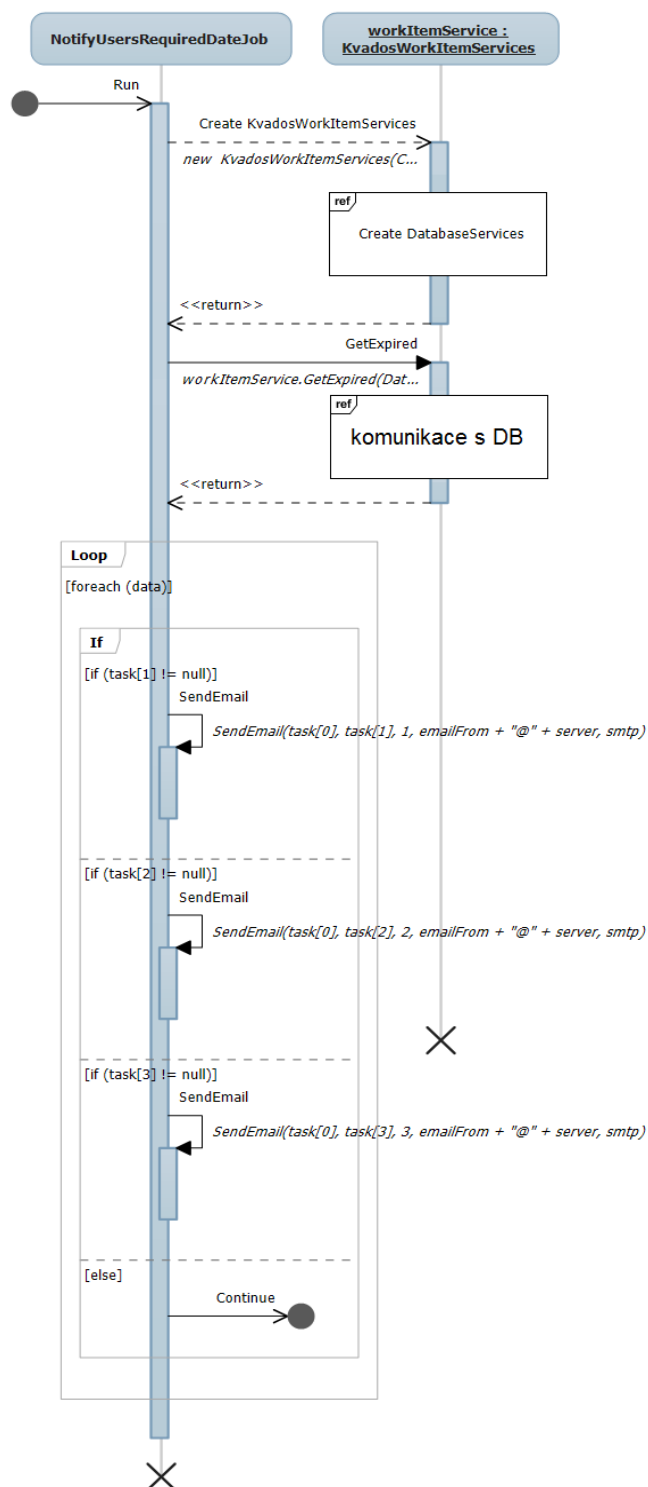 NotifyUsersRequiredDateJob
workItemService :
KvadosWorkItemServices
Run
Create KvadosWorkItemServices
new KvadosWorkItemServices(C...
ref
Create DatabaseServices
<<return>>
GetExpired
workItemService.GetExpired(Dat...
ref
komunikace s DB
<<return>>
Loop
[foreach (data)]
If
[if (task[1] != null)]
SendEmail
SendEmail(task[0], task[1], 1, emailFrom + "@" + server, smtp)
[if (task[2] != null)]
SendEmail
SendEmail(task[0], task[2], 2, emailFrom + "@" + server, smtp)
[if (task[3] != null)]
SendEmail
SendEmail(task[0], task[3], 3, emailFrom + "@" + server, smtp)
[else]
Continue